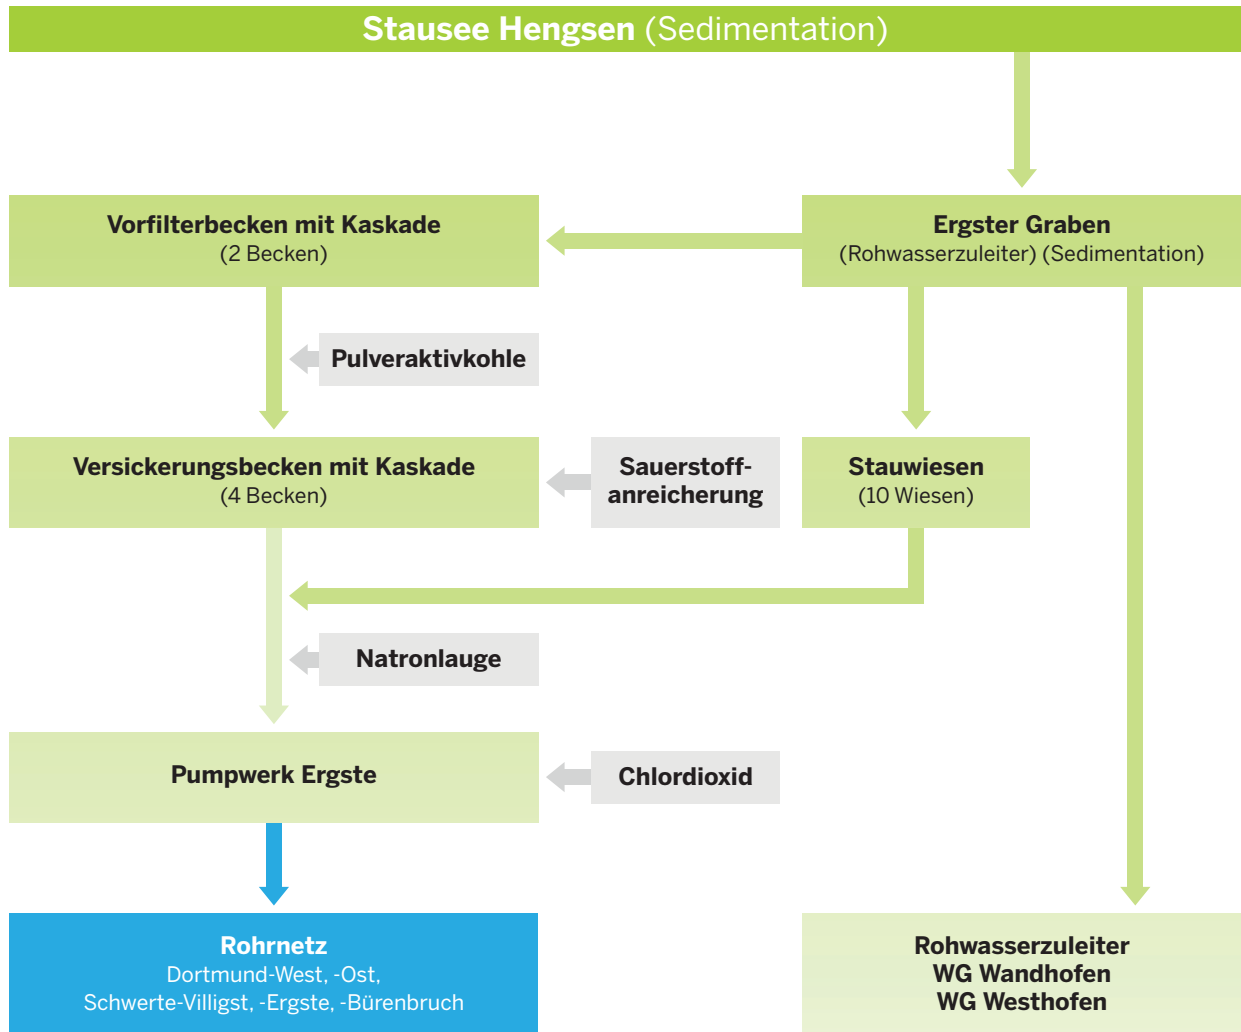 Stausee Hengsen (Sedimentation)
Vorfilterbecken mit Kaskade
(2 Becken)
Ergster Graben
(Rohwasserzuleiter) (Sedimentation)
Pulveraktivkohle
Versickerungsbecken mit Kaskade
(4 Becken)
Sauerstoff-
anreicherung
Stauwiesen
(10 Wiesen)
Natronlauge
Pumpwerk Ergste
Chlordioxid
Rohrnetz
Dortmund-West, -Ost,
Schwerte-Villigst, -Ergste, -Bürenbruch
Rohwasserzuleiter
WG Wandhofen
WG Westhofen